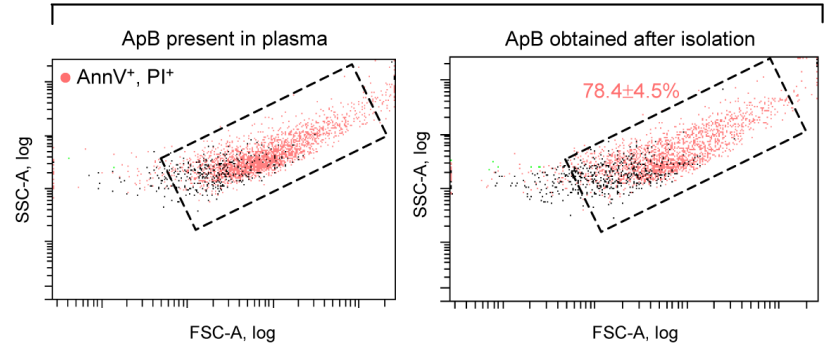 ApB present in plasma
ApB obtained after isolation
AnnV⁺, PI⁺
78.4±4.5%
SSC-A, log
SSC-A, log
FSC-A, log
FSC-A, log